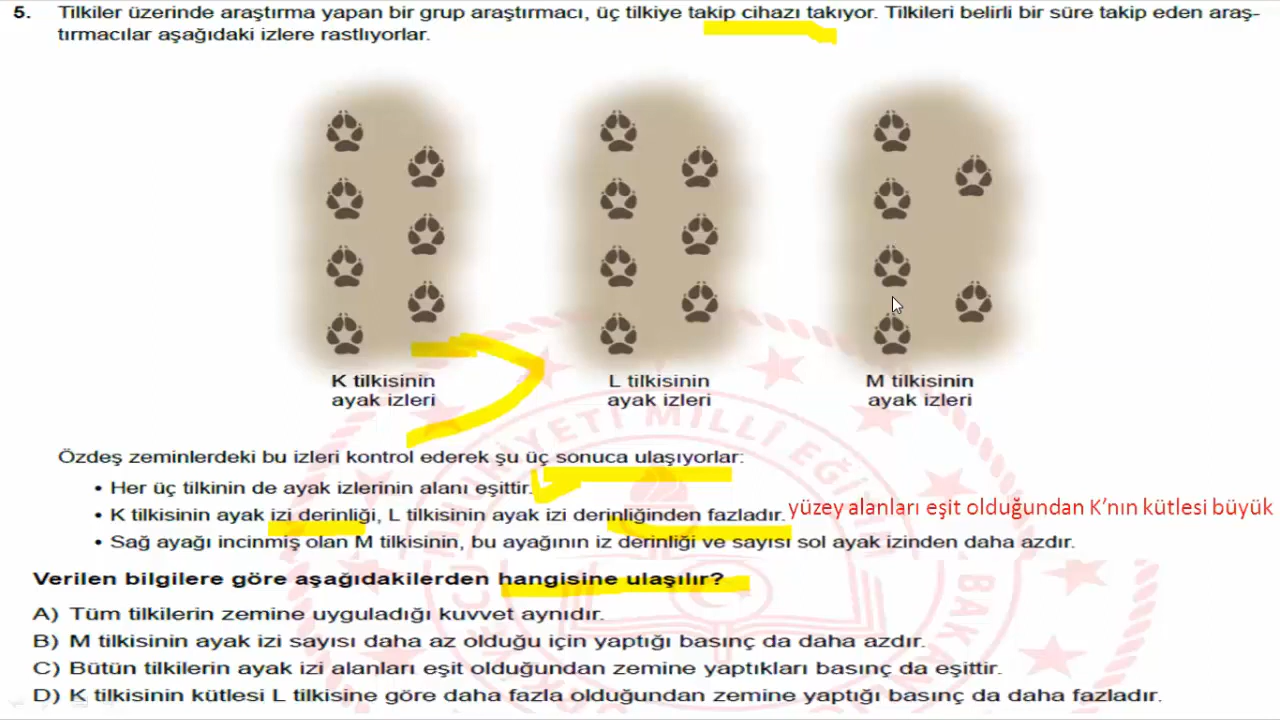 5. Tilkiler üzerinde araştırma yapan bir grup araştırmacı, üç tilkiye takip cihazı takıyor. Tilkileri belirli bir süre takip eden araş-
tırmacılar aşağıdaki izlere rastlıyorlar.
K tilkisinin
ayak izleri
L tilkisinin
ayak izleri
M tilkisinin
ayak izleri
Özdeş zeminlerdeki bu izleri kontrol ederek şu üç sonuca ulaşıyorlar:
• Her üç tilkinin de ayak izlerinin alanı eşittir.
• K tilkisinin ayak izi derinliği, L tilkisinin ayak izi derinliğinden fazladır. yüzey alanları eşit olduğundan K’nın kütlesi büyük
• Sağ ayağı incinmiş olan M tilkisinin, bu ayağının iz derinliği ve sayısı sol ayak izinden daha azdır.
Verilen bilgilere göre aşağıdakilerden hangisine ulaşılır?
A) Tüm tilkilerin zemine uyguladığı kuvvet aynıdır.
B) M tilkisinin ayak izi sayısı daha az olduğu için yaptığı basınç da daha azdır.
C) Bütün tilkilerin ayak izi alanları eşit olduğundan zemine yaptıkları basınç da eşittir.
D) K tilkisinin kütlesi L tilkisine göre daha fazla olduğundan zemine yaptığı basınç da daha fazladır.
MİLLİ EĞİTİM